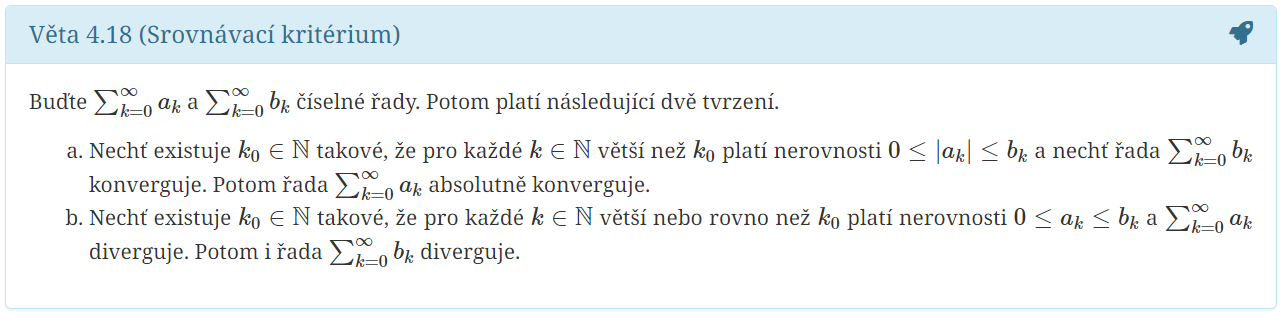 Věta 4.18 (Srovnávací kritérium)
Buďte $\sum_{k=0}^{\infty} a_k$ a $\sum_{k=0}^{\infty} b_k$ číselné řady. Potom platí následující dvě tvrzení.
a. Nechť existuje $k_0 \in \mathbb{N}$ takové, že pro každé $k \in \mathbb{N}$ větší než $k_0$ platí nerovnosti $0 \leq |a_k| \leq b_k$ a nechť řada $\sum_{k=0}^{\infty} b_k$
konverguje. Potom řada $\sum_{k=0}^{\infty} a_k$ absolutně konverguje.
b. Nechť existuje $k_0 \in \mathbb{N}$ takové, že pro každé $k \in \mathbb{N}$ větší nebo rovno než $k_0$ platí nerovnosti $0 \leq a_k \leq b_k$ a $\sum_{k=0}^{\infty} a_k$
diverguje. Potom i řada $\sum_{k=0}^{\infty} b_k$ diverguje.